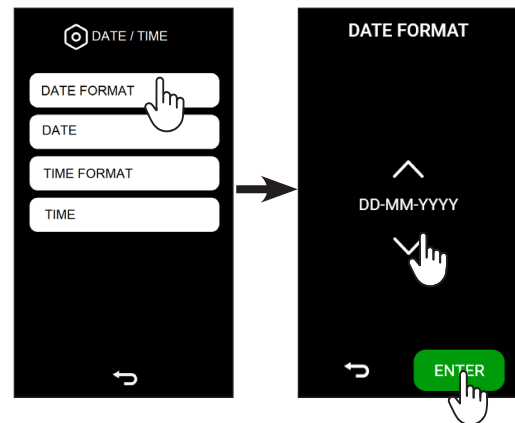 DATE / TIME
DATE FORMAT
DATE
TIME FORMAT
TIME
DATE FORMAT
DD-MM-YYYY
ENTER